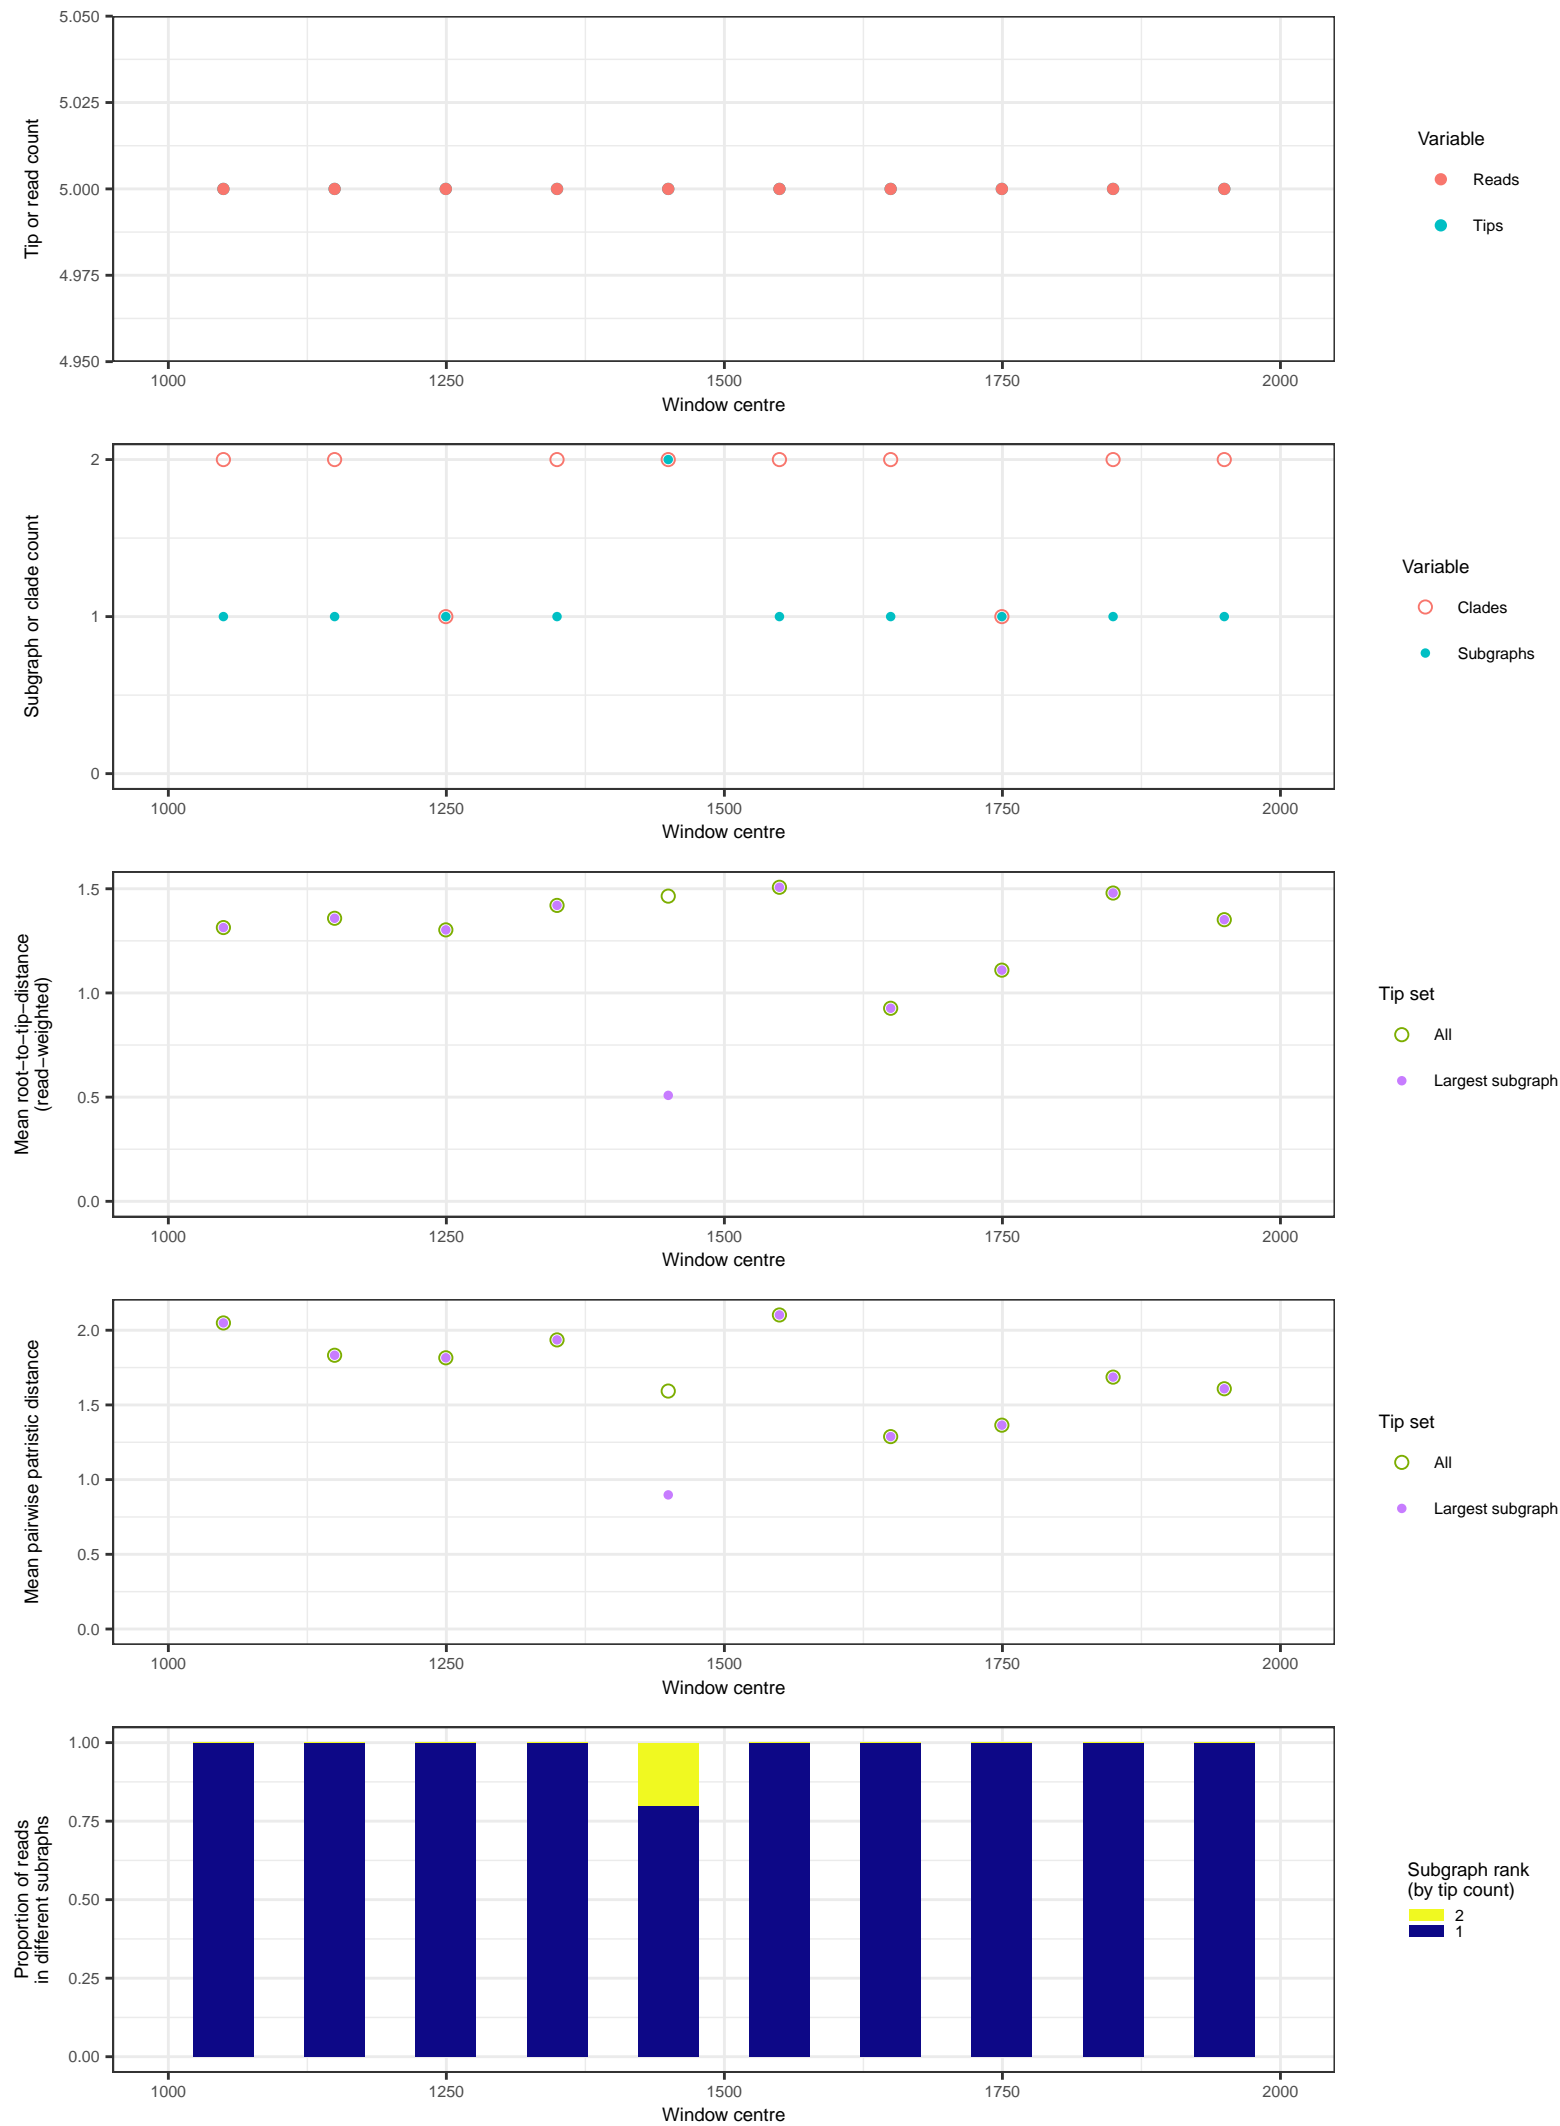 5.050
5.025
5.000
4.975
4.950
Tip or read count
1000 1250 1500 1750 2000
Window centre
Variable
Reads
Tips
2
1
0
Subgraph or clade count
1000 1250 1500 1750 2000
Window centre
Variable
Clades
Subgraphs
1.5
1.0
0.5
0.0
Mean root−to−tip−distance
(read−weighted)
1000 1250 1500 1750 2000
Window centre
Tip set
All
Largest subgraph
2.0
1.5
1.0
0.5
0.0
Mean pairwise patristic distance
1000 1250 1500 1750 2000
Window centre
Tip set
All
Largest subgraph
1.00
0.75
0.50
0.25
0.00
Proportion of reads
in different subraphs
1000 1250 1500 1750 2000
Window centre
Subgraph rank
(by tip count)
2
1